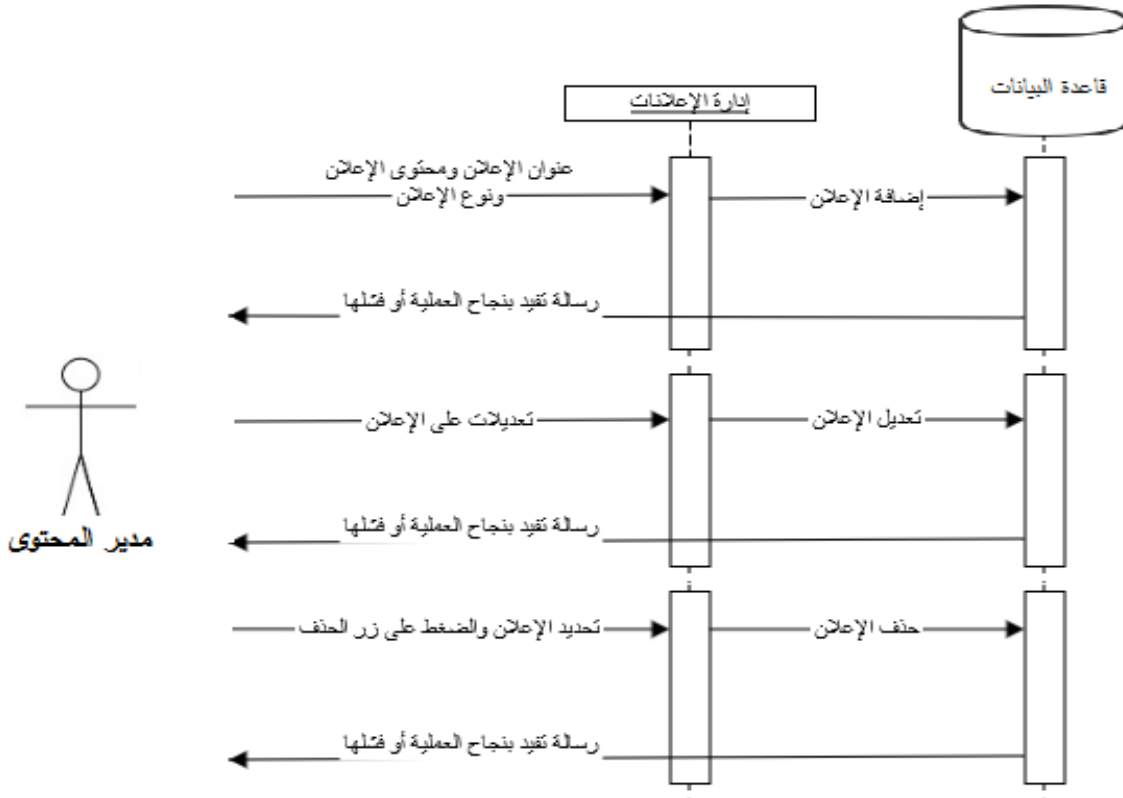 قاعدة البيانات
إدارة الإعلانات
عنوان الإعلان ومحتوى الإعلان
ونوع الإعلان
إضافة الإعلان
رسالة تفيد بنجاح العملية أو فشلها
تعديلات على الإعلان
تعديل الإعلان
مدير المحتوى
رسالة تفيد بنجاح العملية أو فشلها
تحديد الإعلان والضغط على زر الحذف
حذف الإعلان
رسالة تفيد بنجاح العملية أو فشلها